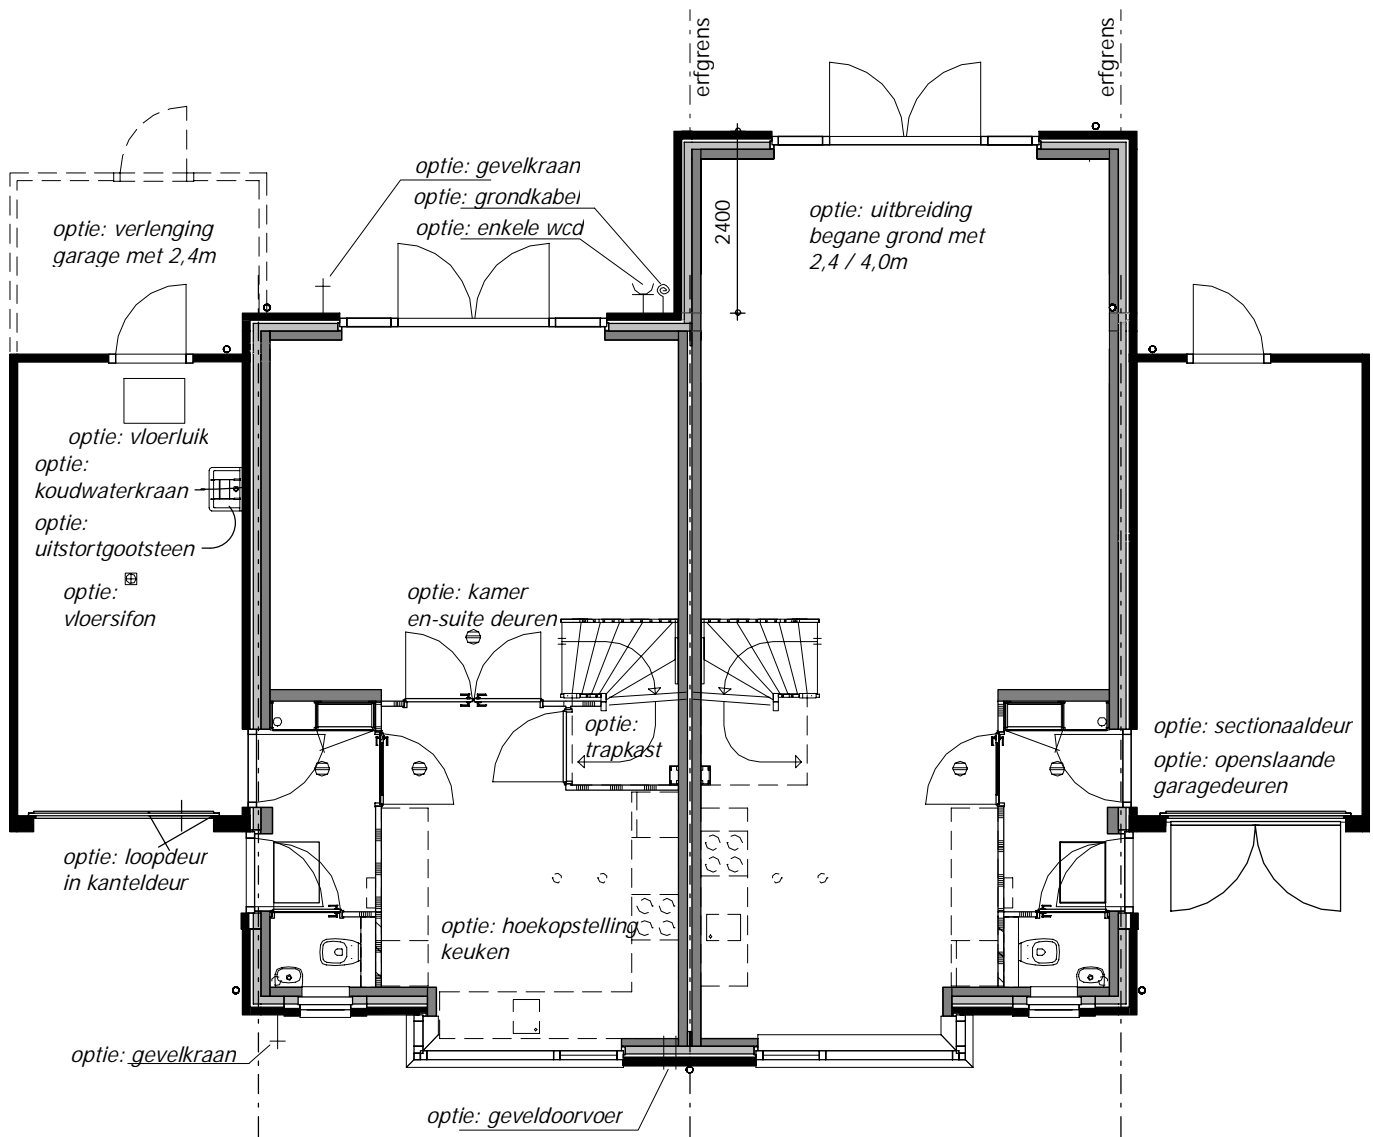 erfgrens
erfgrens
optie: gevelkraan
optie: grondkabel
optie: enkele wcd
optie: verlenging
garage met 2,4m
2400
optie: uitbreiding
begane grond met
2,4 / 4,0m
optie: vloerluik
optie:
koudwaterkraan
optie:
uitstortgootsteen
optie:
vloersifon
optie: kamer
en-suite deuren
optie:
trapkast
optie: sectionaaldeur
optie: openslaande
garagedeuren
optie: loopdeur
in kanteldeur
optie: hoekopstelling
keuken
optie: gevelkraan
optie: geveldoorvoer